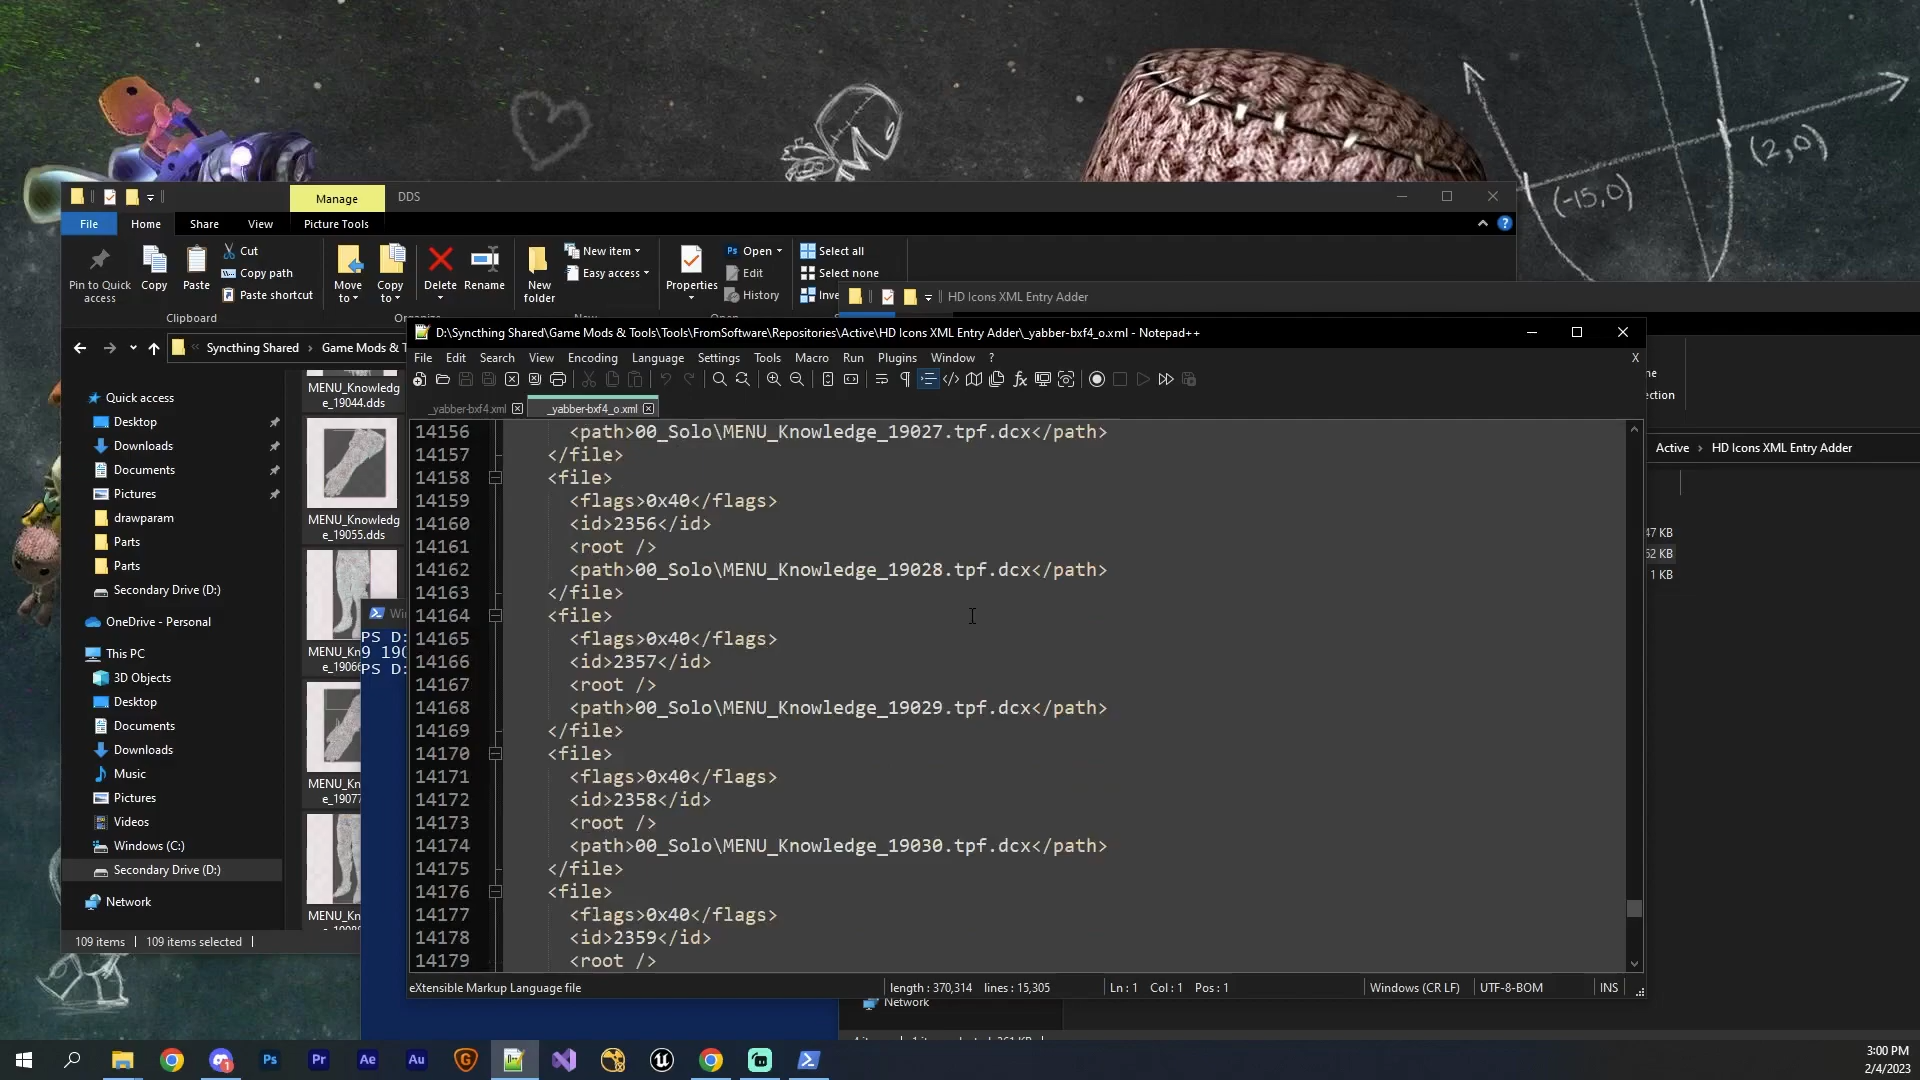 (2,0)
(-15,0)
Manage
DDS
File
Home
Share
View
Picture Tools
Pin to Quick
access
Copy
Paste
Cut
Copy path
Paste shortcut
Clipboard
Move
to
Copy
to
Delete
Rename
New
folder
New item
Easy access
Properties
Open
Edit
History
Select all
Select none
HD Icons XML Entry Adder
Syncthing Shared
Quick access
Desktop
Downloads
Documents
Pictures
drawparam
Parts
Parts
Secondary Drive (D:)
OneDrive - Personal
This PC
3D Objects
Desktop
Documents
Downloads
Music
Pictures
Videos
Windows (C:)
Secondary Drive (D:)
Network
109 items
109 items selected
MENU_Knowledg
e_19044.dds
MENU_Knowledg
e_19055.dds
PS D:
9 190
PS D:
D:\Syncthing Shared\Game Mods & Tools\Tools\FromSoftware\Repositories\Active\HD Icons XML Entry Adder\_yabber-bxf4_o.xml - Notepad++
File Edit Search View Encoding Language Settings Tools Macro Run Plugins Window ?
X
_yabber-bxf4.xml
_yabber-bxf4_o.xml
14156 <path>00_Solo\MENU_Knowledge_19027.tpf.dcx</path>
14157 </file>
14158 <file>
14159 <flags>0x40</flags>
14160 <id>2356</id>
14161 <root />
14162 <path>00_Solo\MENU_Knowledge_19028.tpf.dcx</path>
14163 </file>
14164 <file>
14165 <flags>0x40</flags>
14166 <id>2357</id>
14167 <root />
14168 <path>00_Solo\MENU_Knowledge_19029.tpf.dcx</path>
14169 </file>
14170 <file>
14171 <flags>0x40</flags>
14172 <id>2358</id>
14173 <root />
14174 <path>00_Solo\MENU_Knowledge_19030.tpf.dcx</path>
14175 </file>
14176 <file>
14177 <flags>0x40</flags>
14178 <id>2359</id>
14179 <root />
eXtensible Markup Language file
length : 370,314 lines : 15,305
Ln : 1 Col : 1 Pos : 1
Windows (CR LF)
UTF-8-BOM
INS
Active > HD Icons XML Entry Adder
1 KB
Network
Ps
Pr
Ae
Au
3:00 PM
2/4/2023